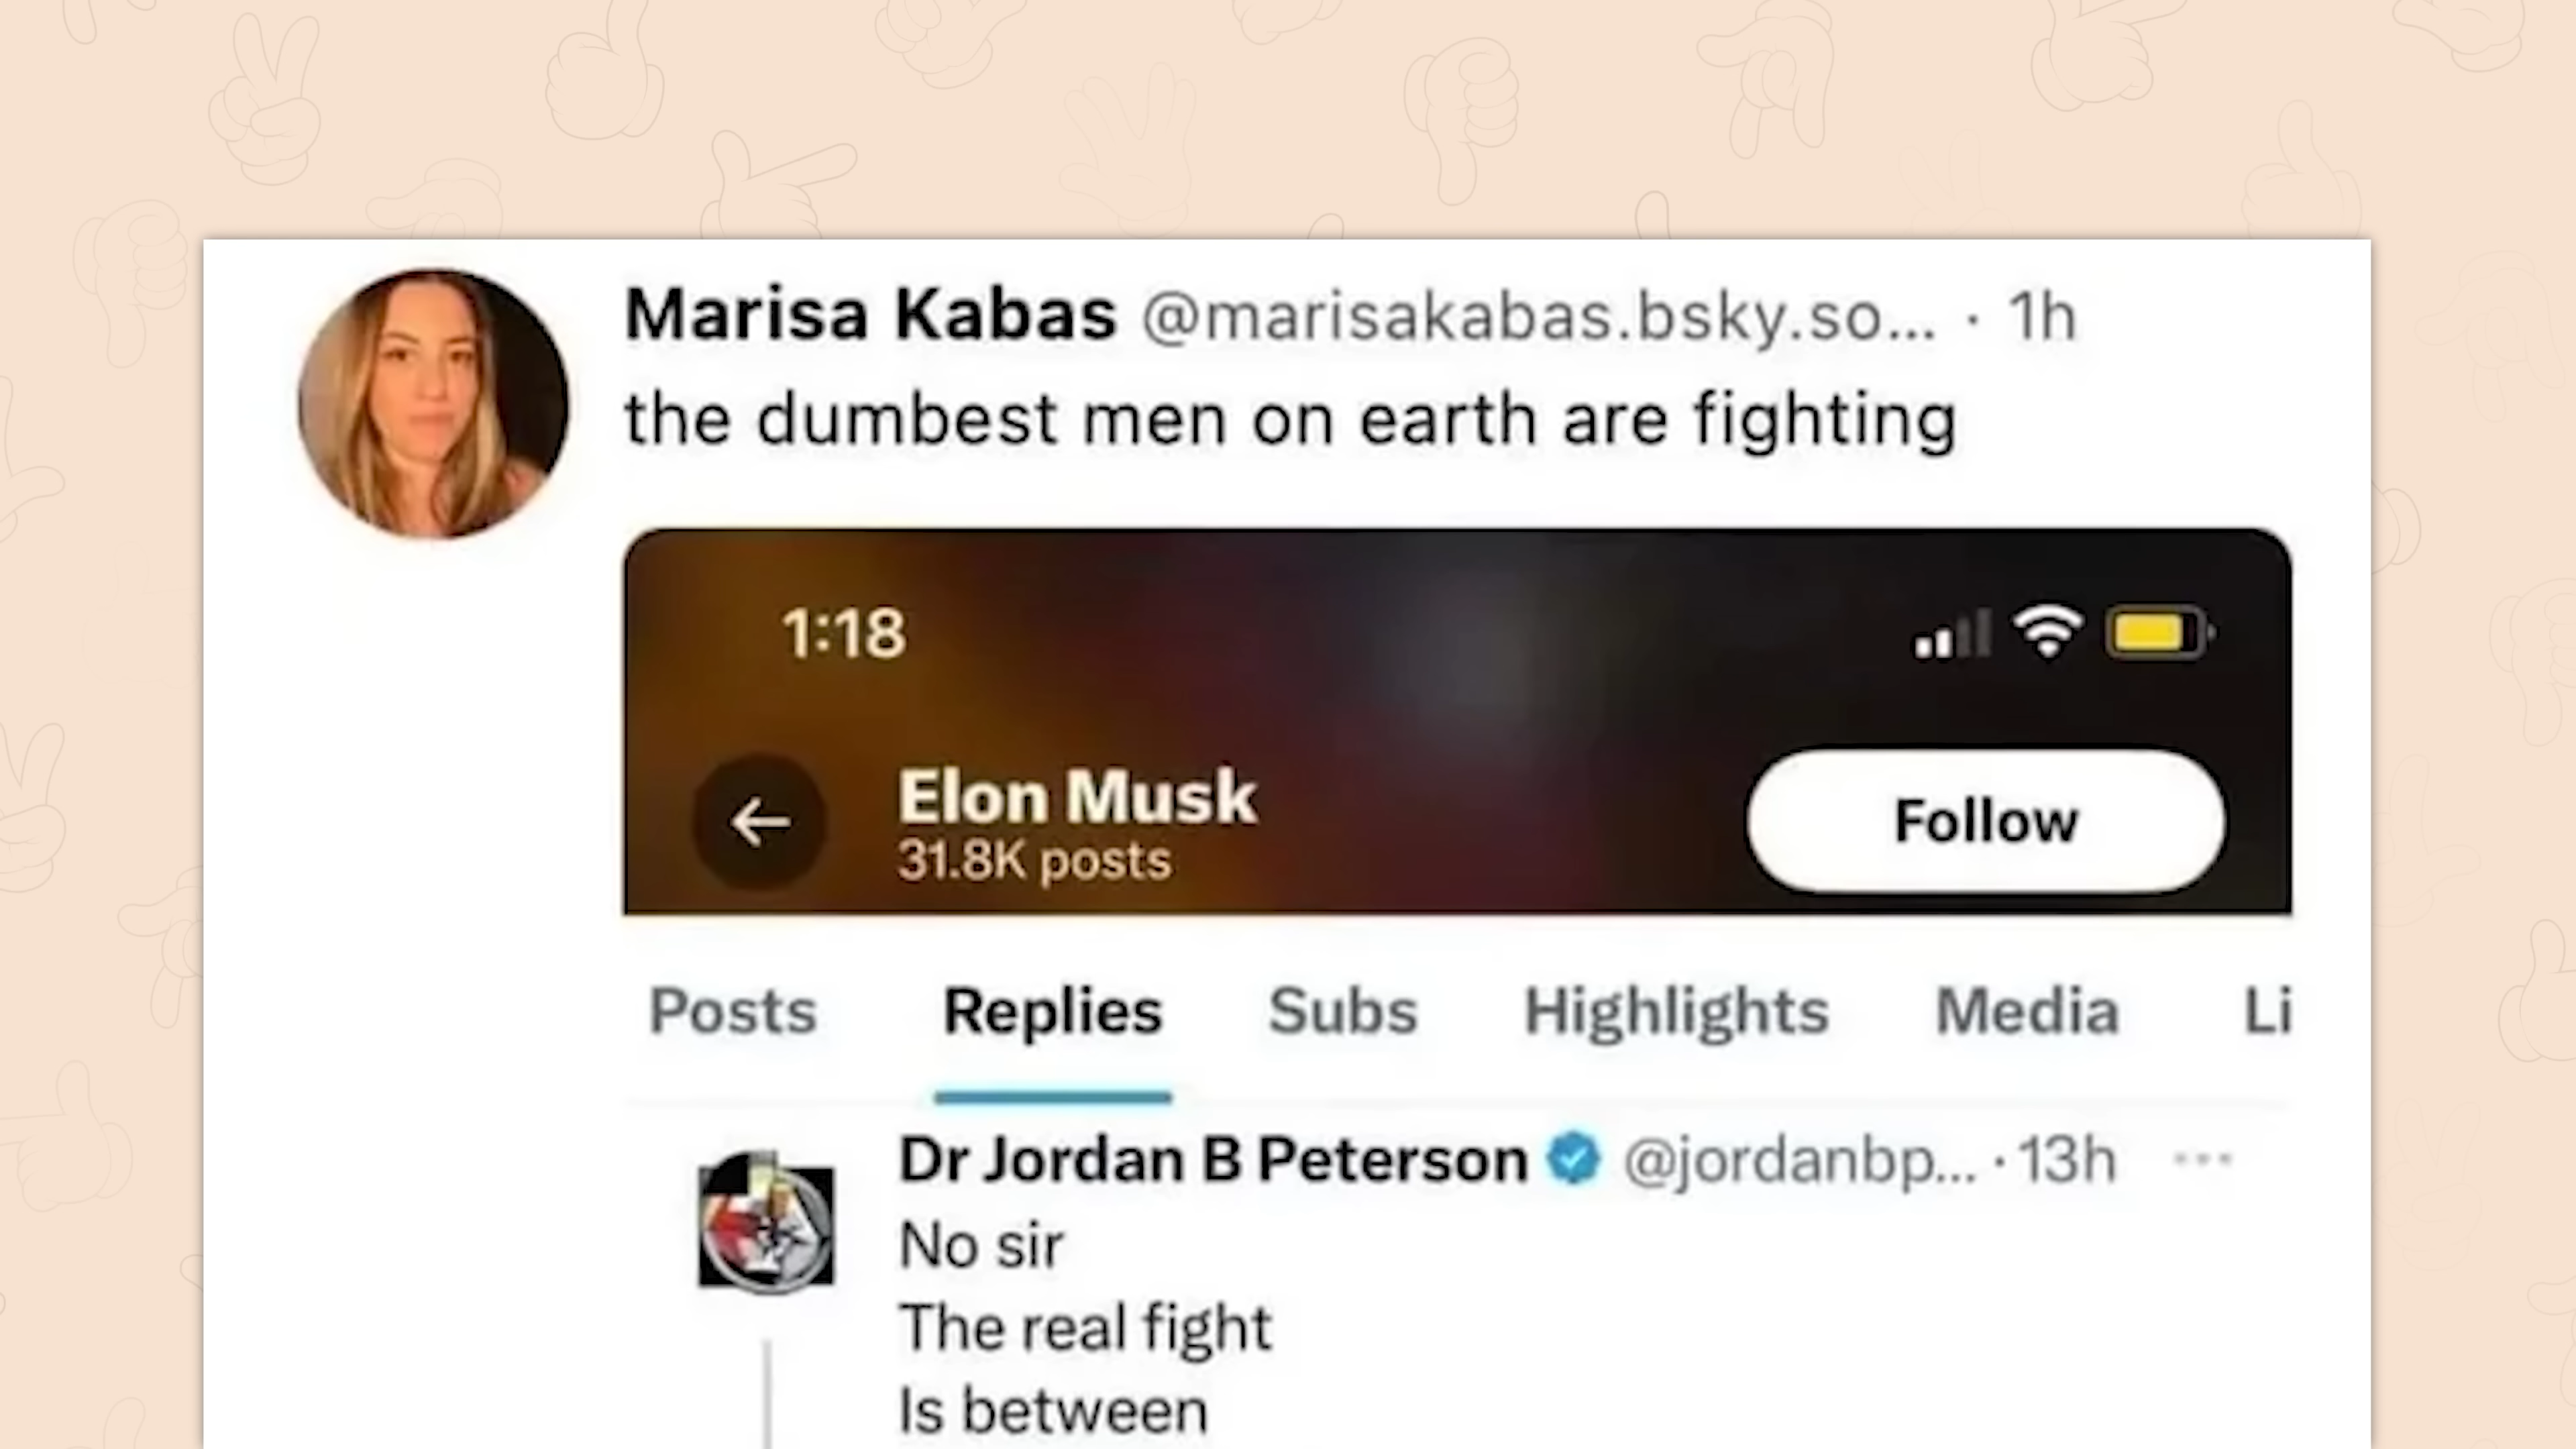 Marisa Kabas @marisakabas.bsky.so... · 1h
the dumbest men on earth are fighting
1:18
Elon Musk
Follow
31.8K posts
Posts Replies Subs Highlights Media Li
Dr Jordan B Peterson @jordanbp... · 13h ...
No sir
The real fight
Is between